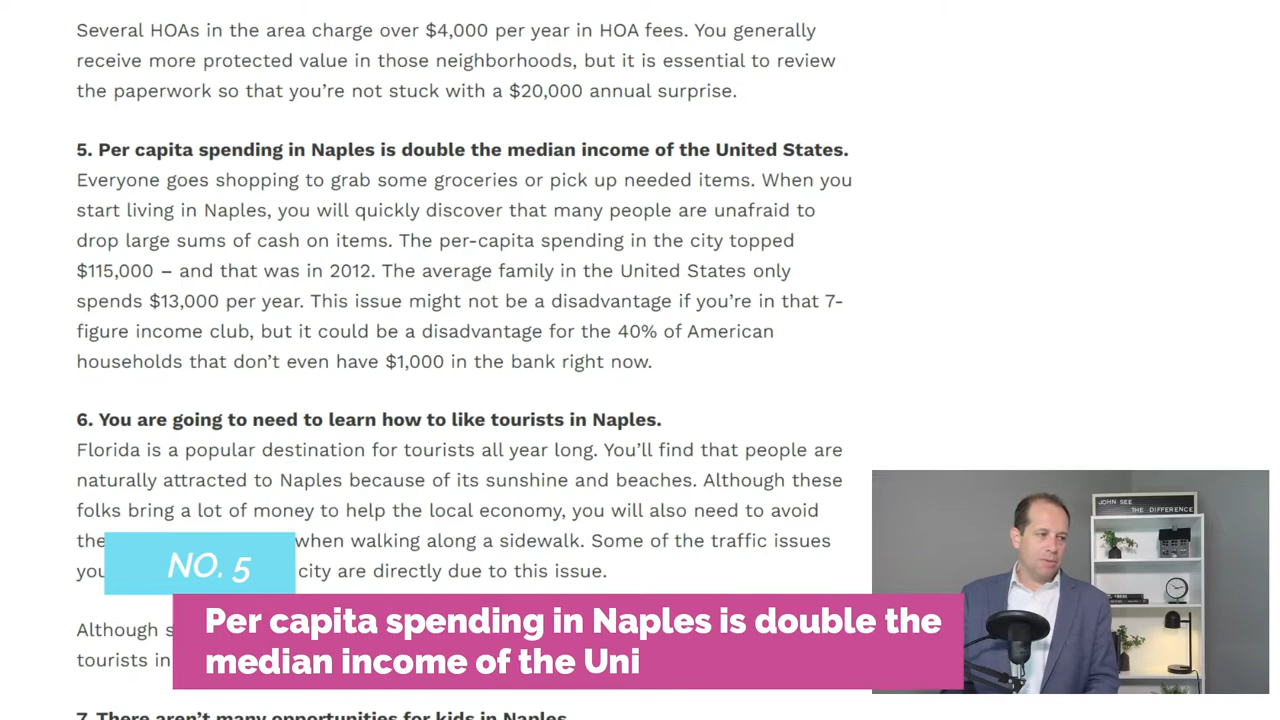 Several HOAs in the area charge over $4,000 per year in HOA fees. You generally
receive more protected value in those neighborhoods, but it is essential to review
the paperwork so that you’re not stuck with a $20,000 annual surprise.
5. Per capita spending in Naples is double the median income of the United States.
Everyone goes shopping to grab some groceries or pick up needed items. When you
start living in Naples, you will quickly discover that many people are unafraid to
drop large sums of cash on items. The per-capita spending in the city topped
$115,000 – and that was in 2012. The average family in the United States only
spends $13,000 per year. This issue might not be a disadvantage if you’re in that 7-
figure income club, but it could be a disadvantage for the 40% of American
households that don’t even have $1,000 in the bank right now.
6. You are going to need to learn how to like tourists in Naples.
Florida is a popular destination for tourists all year long. You’ll find that people are
naturally attracted to Naples because of its sunshine and beaches. Although these
folks bring a lot of money to help the local economy, you will also need to avoid
the when walking along a sidewalk. Some of the traffic issues
you city are directly due to this issue.
NO. 5
Per capita spending in Naples is double the
median income of the Uni
Although s
tourists in
7. There aren’t many opportunities for kids in Naples.
JOHN SEE
THE DIFFERENCE